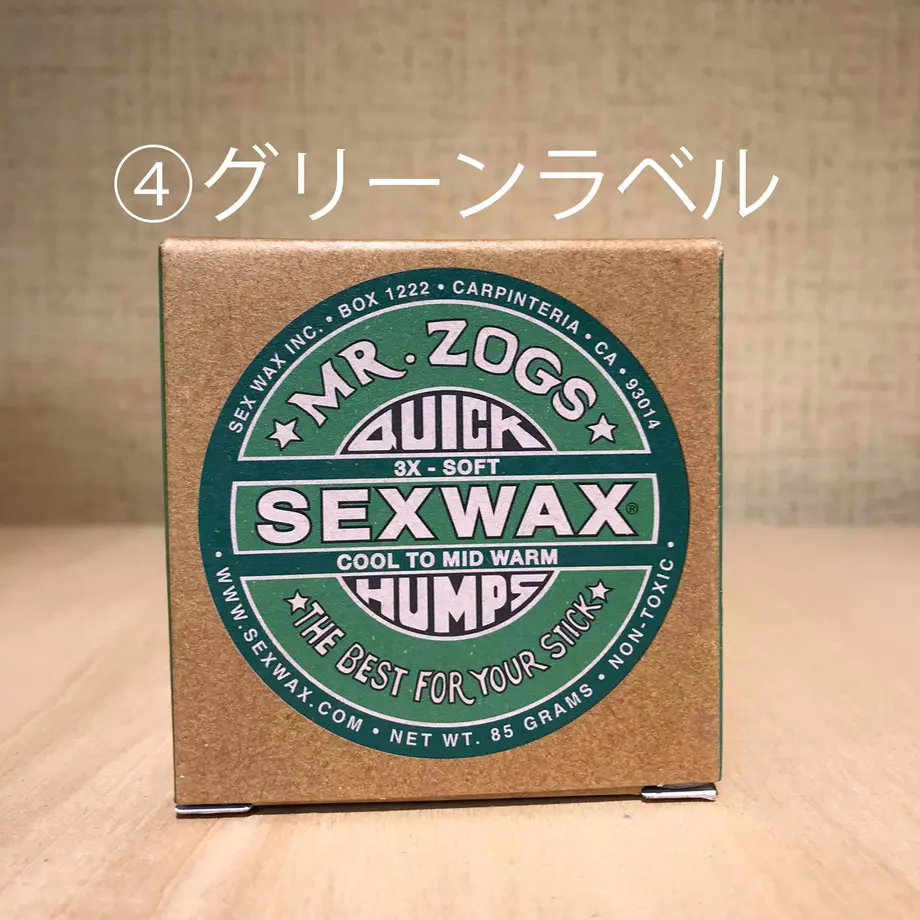 ④グリーンラベル
SEX WAX INC. • BOX 1222 • CARPINTERIA • CA • 93014
MR. ZOGS
QUICK
3X - SOFT
SEXWAX®
COOL TO MID WARM
HUMPS
THE BEST FOR YOUR STICK
• WWW.SEXWAX.COM • NET WT. 85 GRAMS • NON-TOXIC •